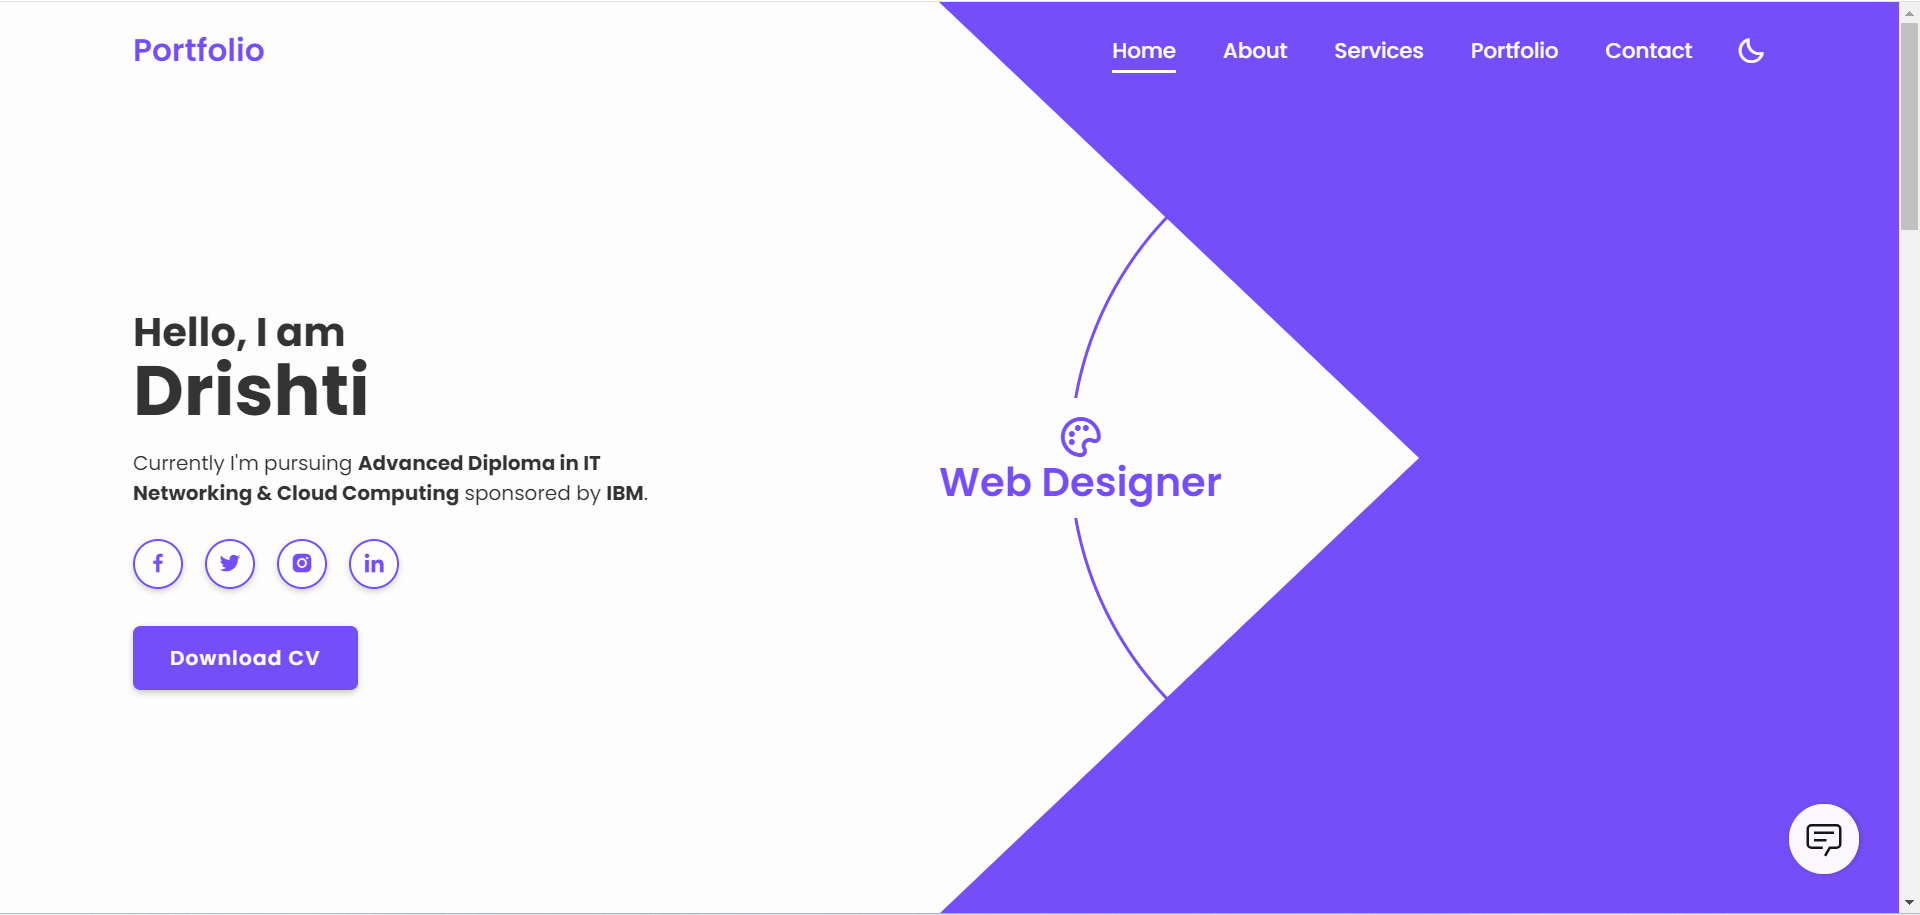 Portfolio
Home About Services Portfolio Contact
Hello, I am
Drishti
Currently I'm pursuing Advanced Diploma in IT
Networking & Cloud Computing sponsored by IBM.
Download CV
Web Designer